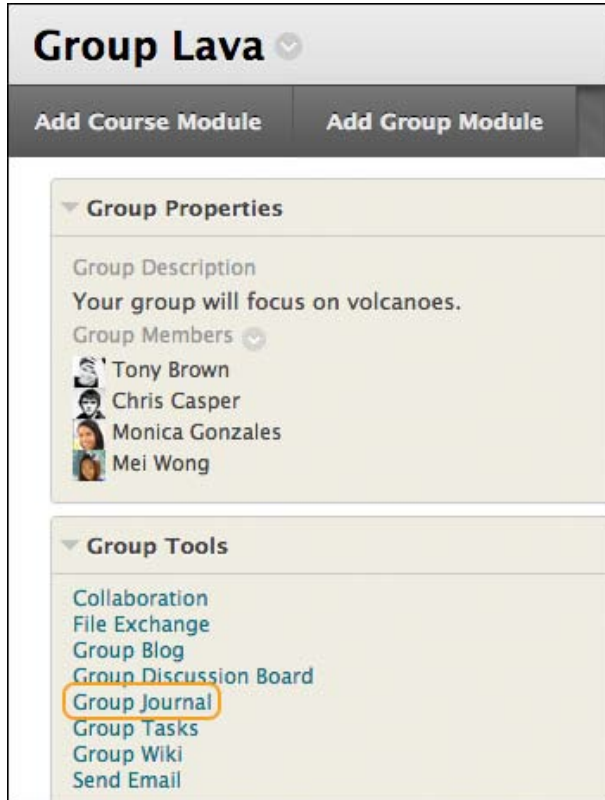 Group Lava
Add Course Module Add Group Module
Group Properties
Group Description
Your group will focus on volcanoes.
Group Members
Tony Brown
Chris Casper
Monica Gonzales
Mei Wong
Group Tools
Collaboration
File Exchange
Group Blog
Group Discussion Board
Group Journal
Group Tasks
Group Wiki
Send Email